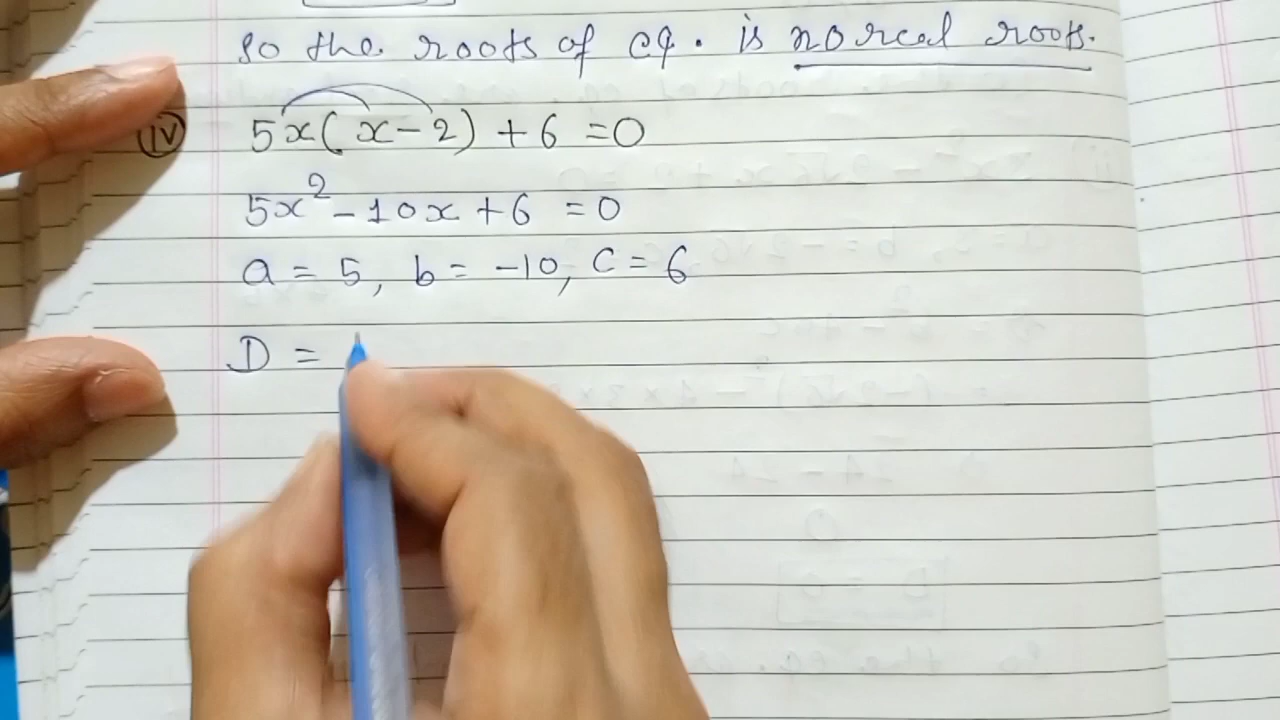 so the roots of eq. is no real roots.
(iv) 5x(x-2) + 6 = 0
5x² - 10x + 6 = 0
a = 5, b = -10, c = 6
D =